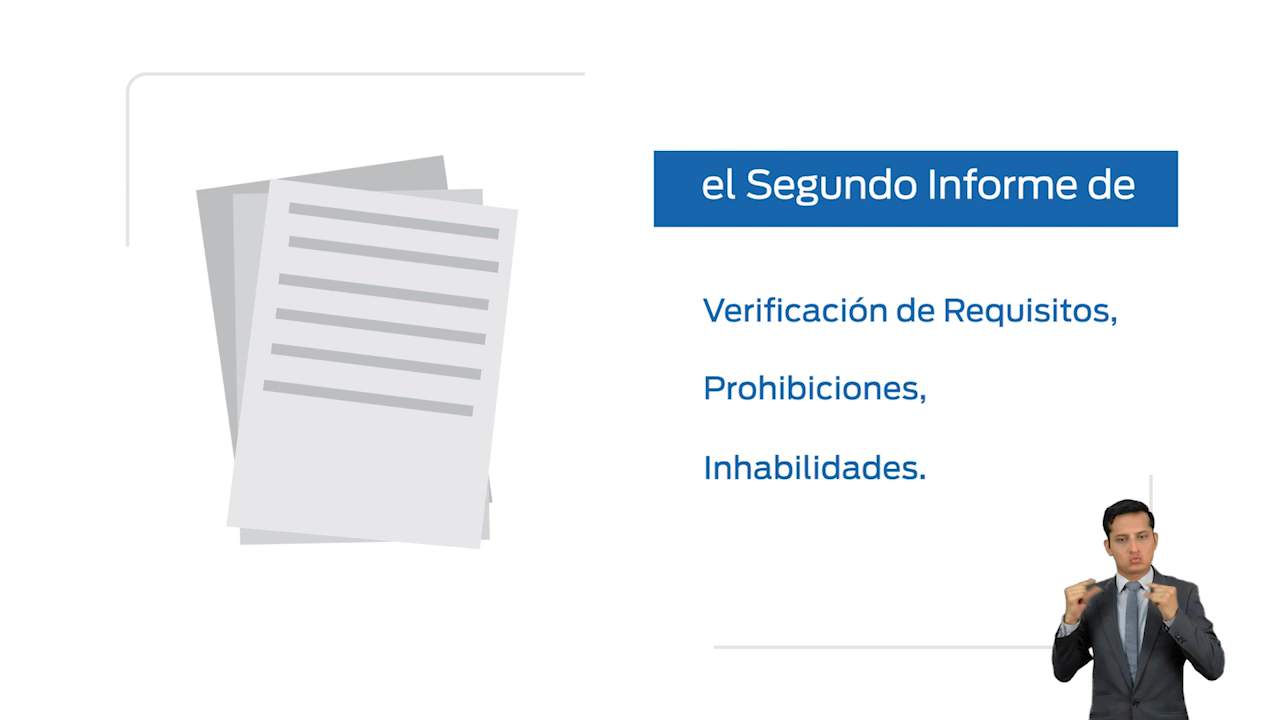 el Segundo Informe de
Verificación de Requisitos,
Prohibiciones,
Inhabilidades.